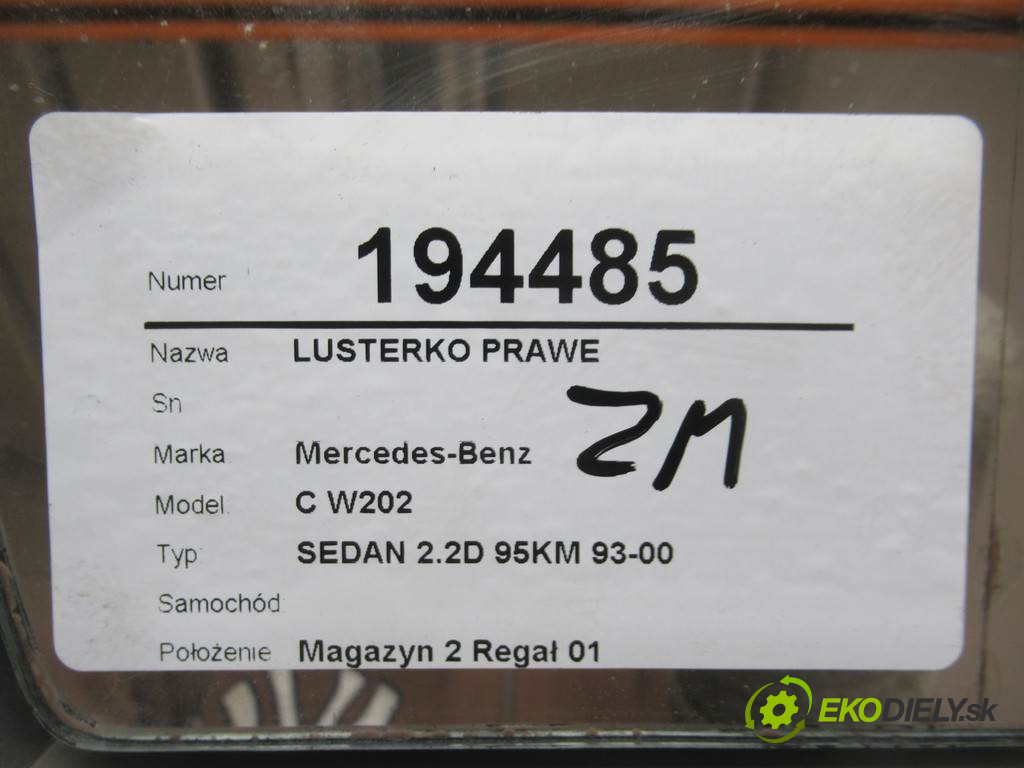 Numer 194485
Nazwa LUSTERKO PRAWE
Sn
ZM
Marka Mercedes-Benz
Model C W202
Typ SEDAN 2.2D 95KM 93-00
Samochód
Położenie Magazyn 2 Regał 01
EKODIELY.sk